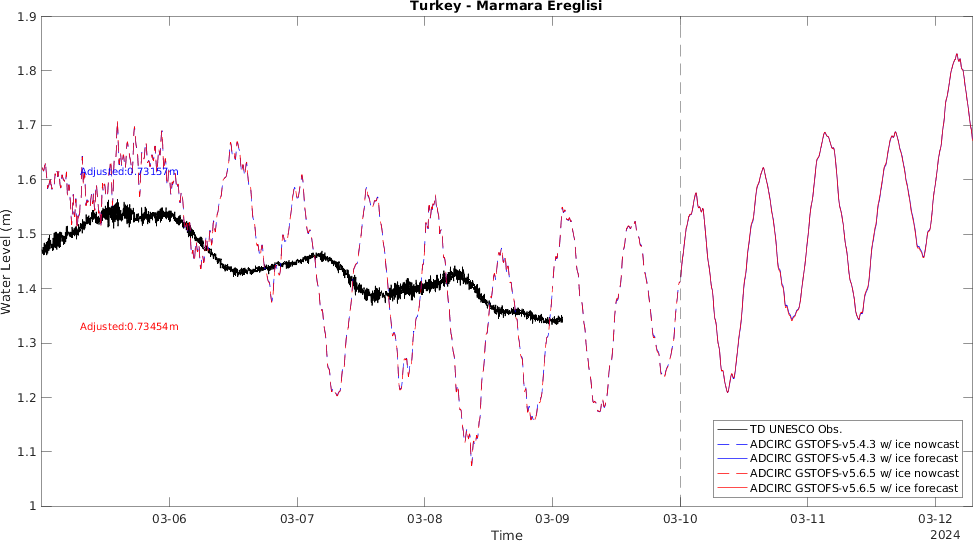 Turkey - Marmara Ereglisi
1.9
1.8
1.7
1.6
1.5
1.4
1.3
1.2
1.1
1
Water Level (m)
Adjusted:0.73157m
Adjusted:0.73454m
TD UNESCO Obs.
ADCIRC GSTOFS-v5.4.3 w/ ice nowcast
ADCIRC GSTOFS-v5.4.3 w/ ice forecast
ADCIRC GSTOFS-v5.6.5 w/ ice nowcast
ADCIRC GSTOFS-v5.6.5 w/ ice forecast
03-06 03-07 03-08 03-09 03-10 03-11 03-12
Time
2024